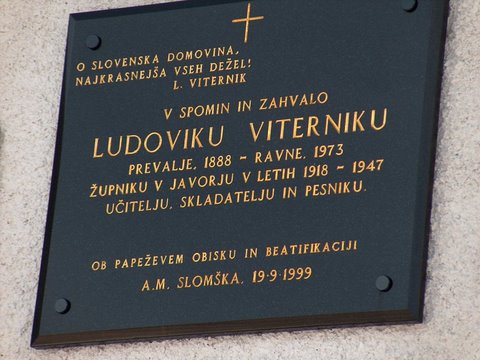 O SLOVENSKA DOMOVINA,
NAJKRASNEJŠA VSEH DEŽEL!
L. VITERNIK
V SPOMIN IN ZAHVALO
LUDOVIKU VITERNIKU
PREVALJE, 1888 - RAVNE, 1973
ŽUPNIKU V JAVORJU V LETIH 1918 - 1947
UČITELJU, SKLADATELJU IN PESNIKU.
OB PAPEŽEVEM OBISKU IN BEATIFIKACIJI
A.M. SLOMŠKA, 19.9.1999